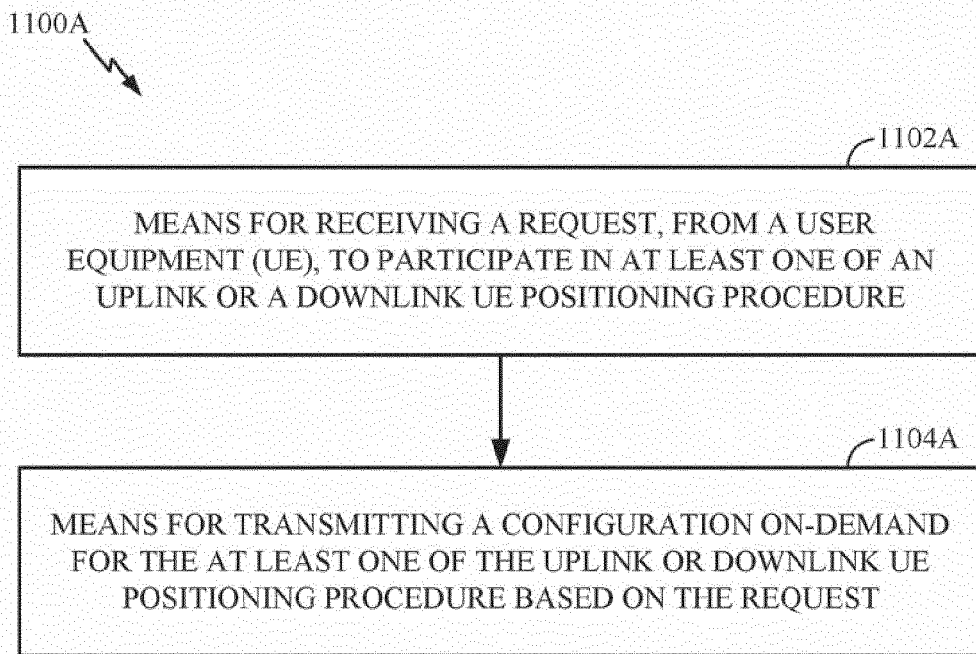 1100A
1102A
MEANS FOR RECEIVING A REQUEST, FROM A USER
EQUIPMENT (UE), TO PARTICIPATE IN AT LEAST ONE OF AN
UPLINK OR A DOWNLINK UE POSITIONING PROCEDURE
1104A
MEANS FOR TRANSMITTING A CONFIGURATION ON-DEMAND
FOR THE AT LEAST ONE OF THE UPLINK OR DOWNLINK UE
POSITIONING PROCEDURE BASED ON THE REQUEST